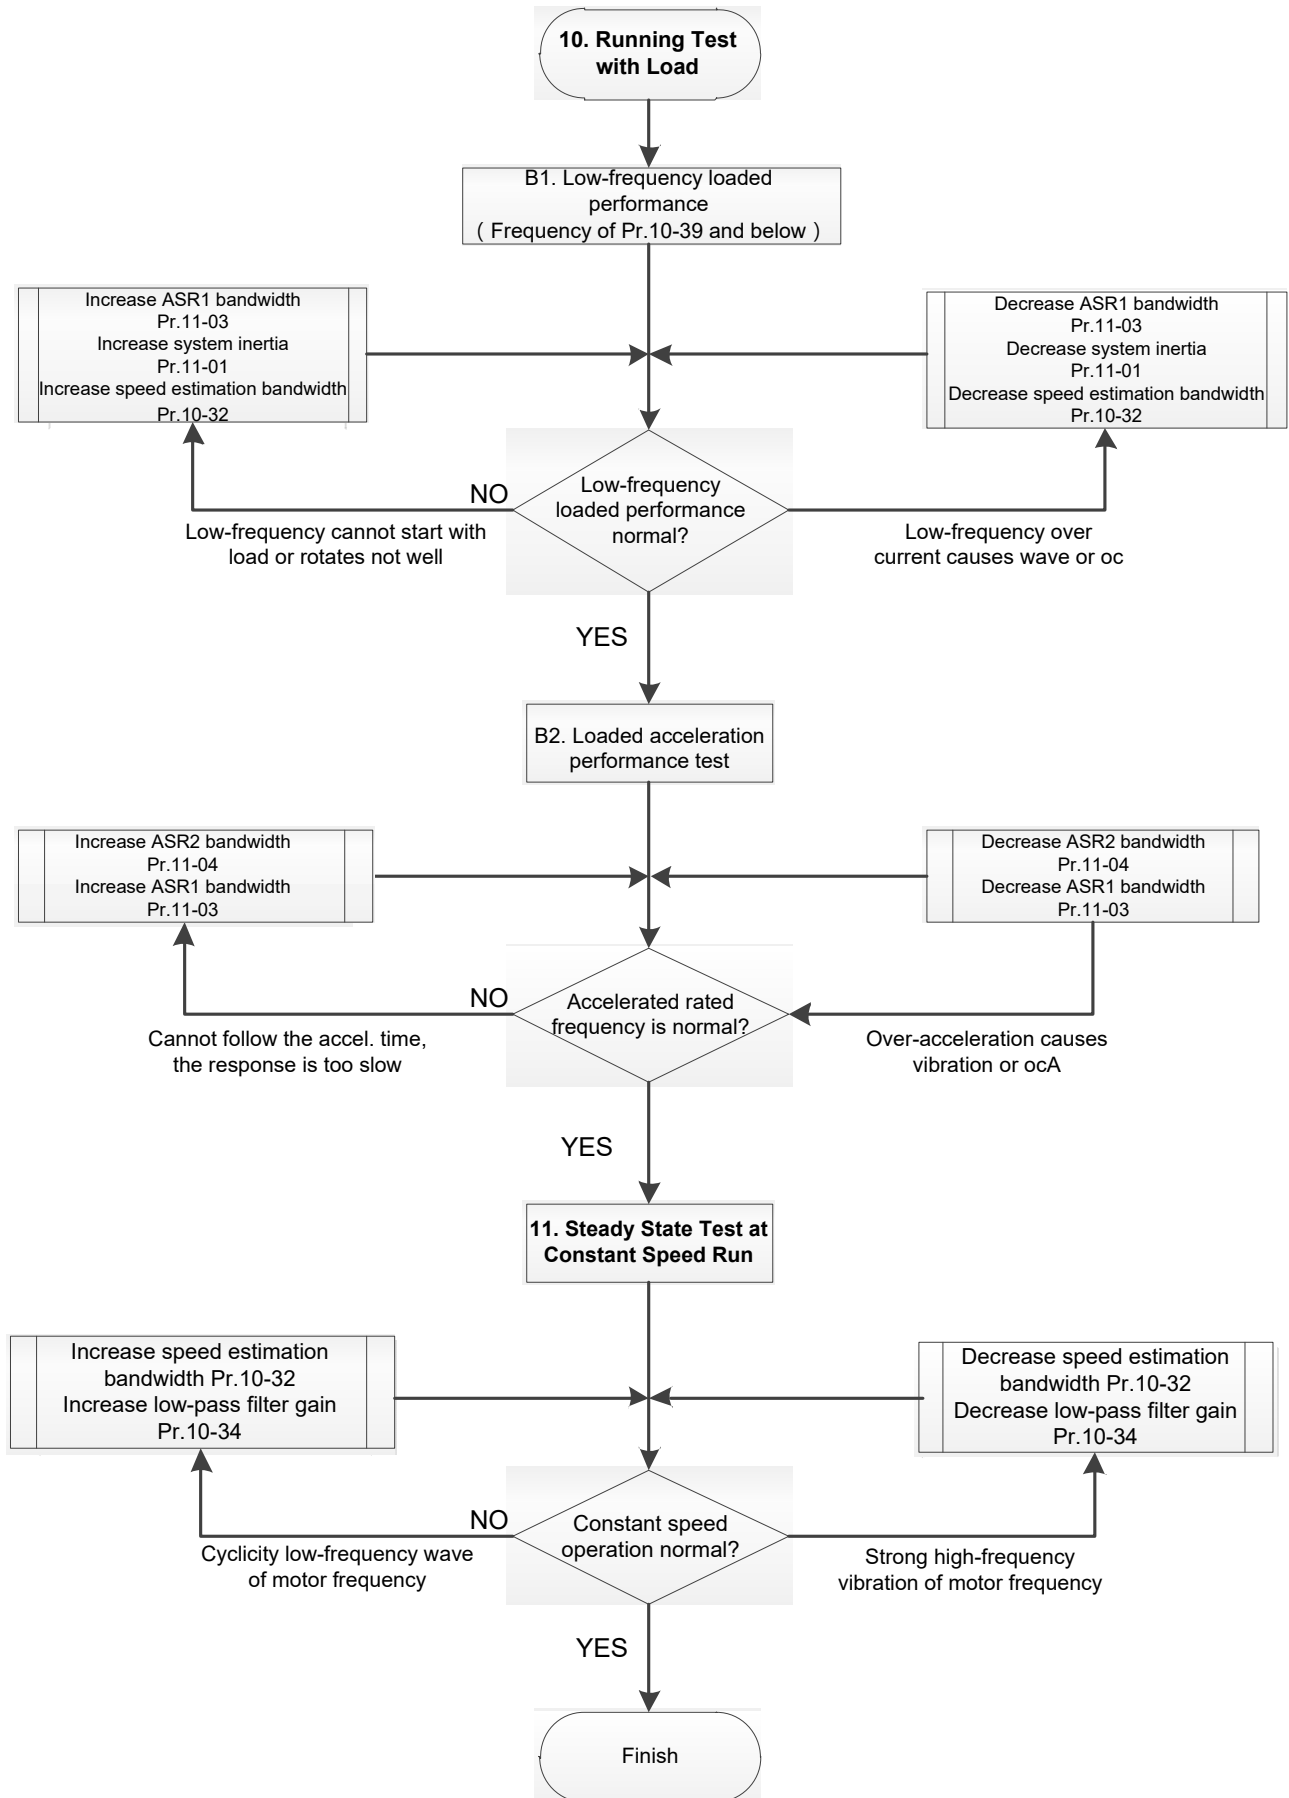 10. Running Test
with Load
B1. Low-frequency loaded
performance
( Frequency of Pr.10-39 and below )
Increase ASR1 bandwidth
Pr.11-03
Increase system inertia
Pr.11-01
Increase speed estimation bandwidth
Pr.10-32
Decrease ASR1 bandwidth
Pr.11-03
Decrease system inertia
Pr.11-01
Decrease speed estimation bandwidth
Pr.10-32
NO
Low-frequency
loaded performance
normal?
Low-frequency cannot start with
load or rotates not well
Low-frequency over
current causes wave or oc
YES
B2. Loaded acceleration
performance test
Increase ASR2 bandwidth
Pr.11-04
Increase ASR1 bandwidth
Pr.11-03
Decrease ASR2 bandwidth
Pr.11-04
Decrease ASR1 bandwidth
Pr.11-03
NO
Accelerated rated
frequency is normal?
Cannot follow the accel. time,
the response is too slow
Over-acceleration causes
vibration or ocA
YES
11. Steady State Test at
Constant Speed Run
Increase speed estimation
bandwidth Pr.10-32
Increase low-pass filter gain
Pr.10-34
Decrease speed estimation
bandwidth Pr.10-32
Decrease low-pass filter gain
Pr.10-34
NO
Constant speed
operation normal?
Cyclicity low-frequency wave
of motor frequency
Strong high-frequency
vibration of motor frequency
YES
Finish